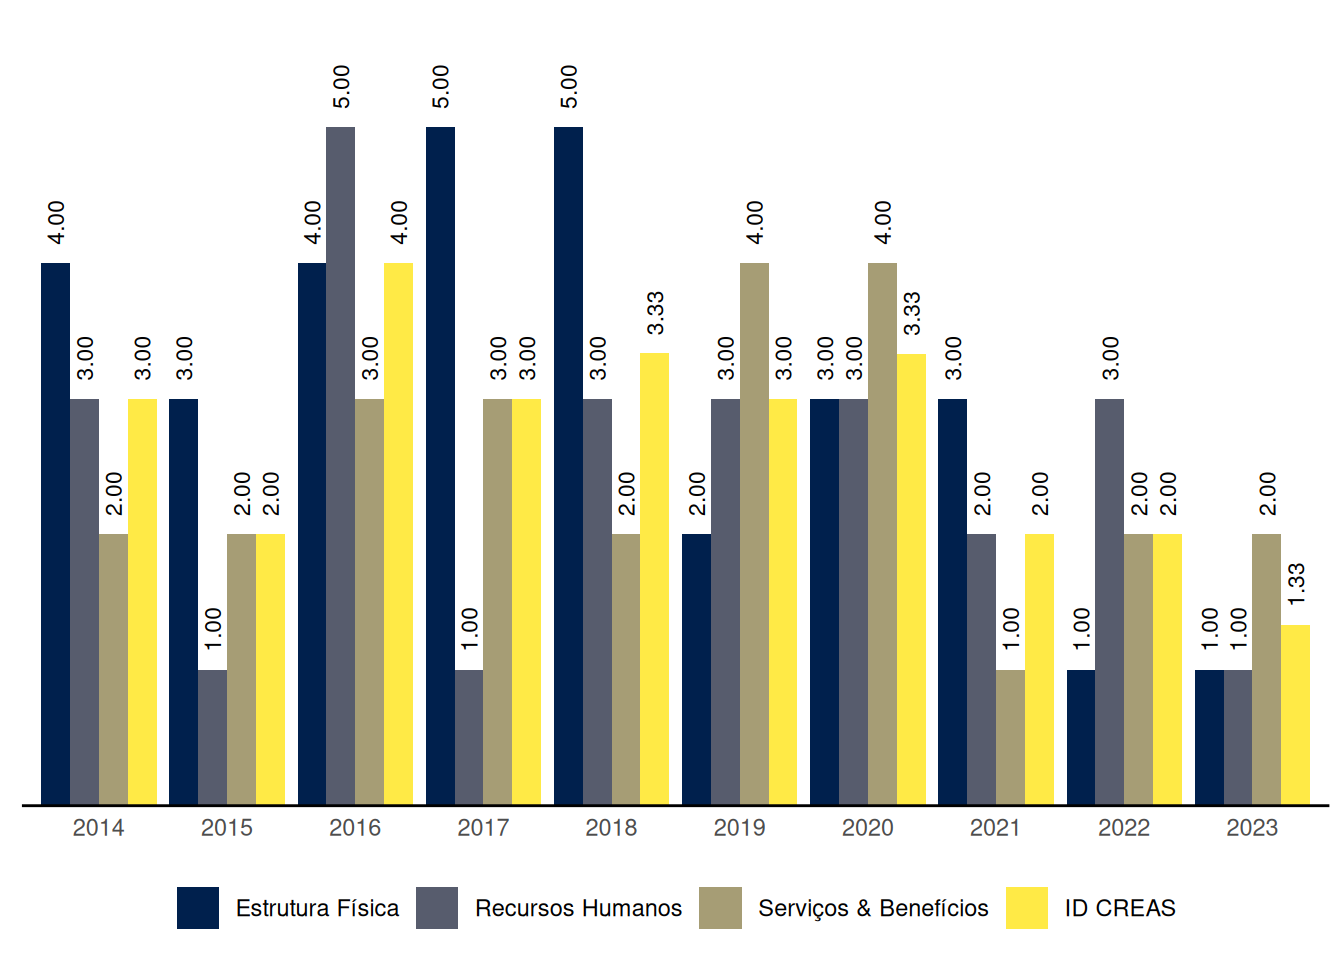 4.00 3.00 2.00 3.00 3.00 1.00 2.00 2.00 4.00 5.00 3.00 4.00 5.00 1.00 3.00 3.00 5.00 3.00 2.00 3.33 2.00 3.00 4.00 3.00 3.00 3.00 4.00 3.33 3.00 2.00 1.00 2.00 1.00 3.00 2.00 2.00 1.00 1.00 2.00 1.33
2014 2015 2016 2017 2018 2019 2020 2021 2022 2023
Estrutura Física Recursos Humanos Serviços & Benefícios ID CREAS